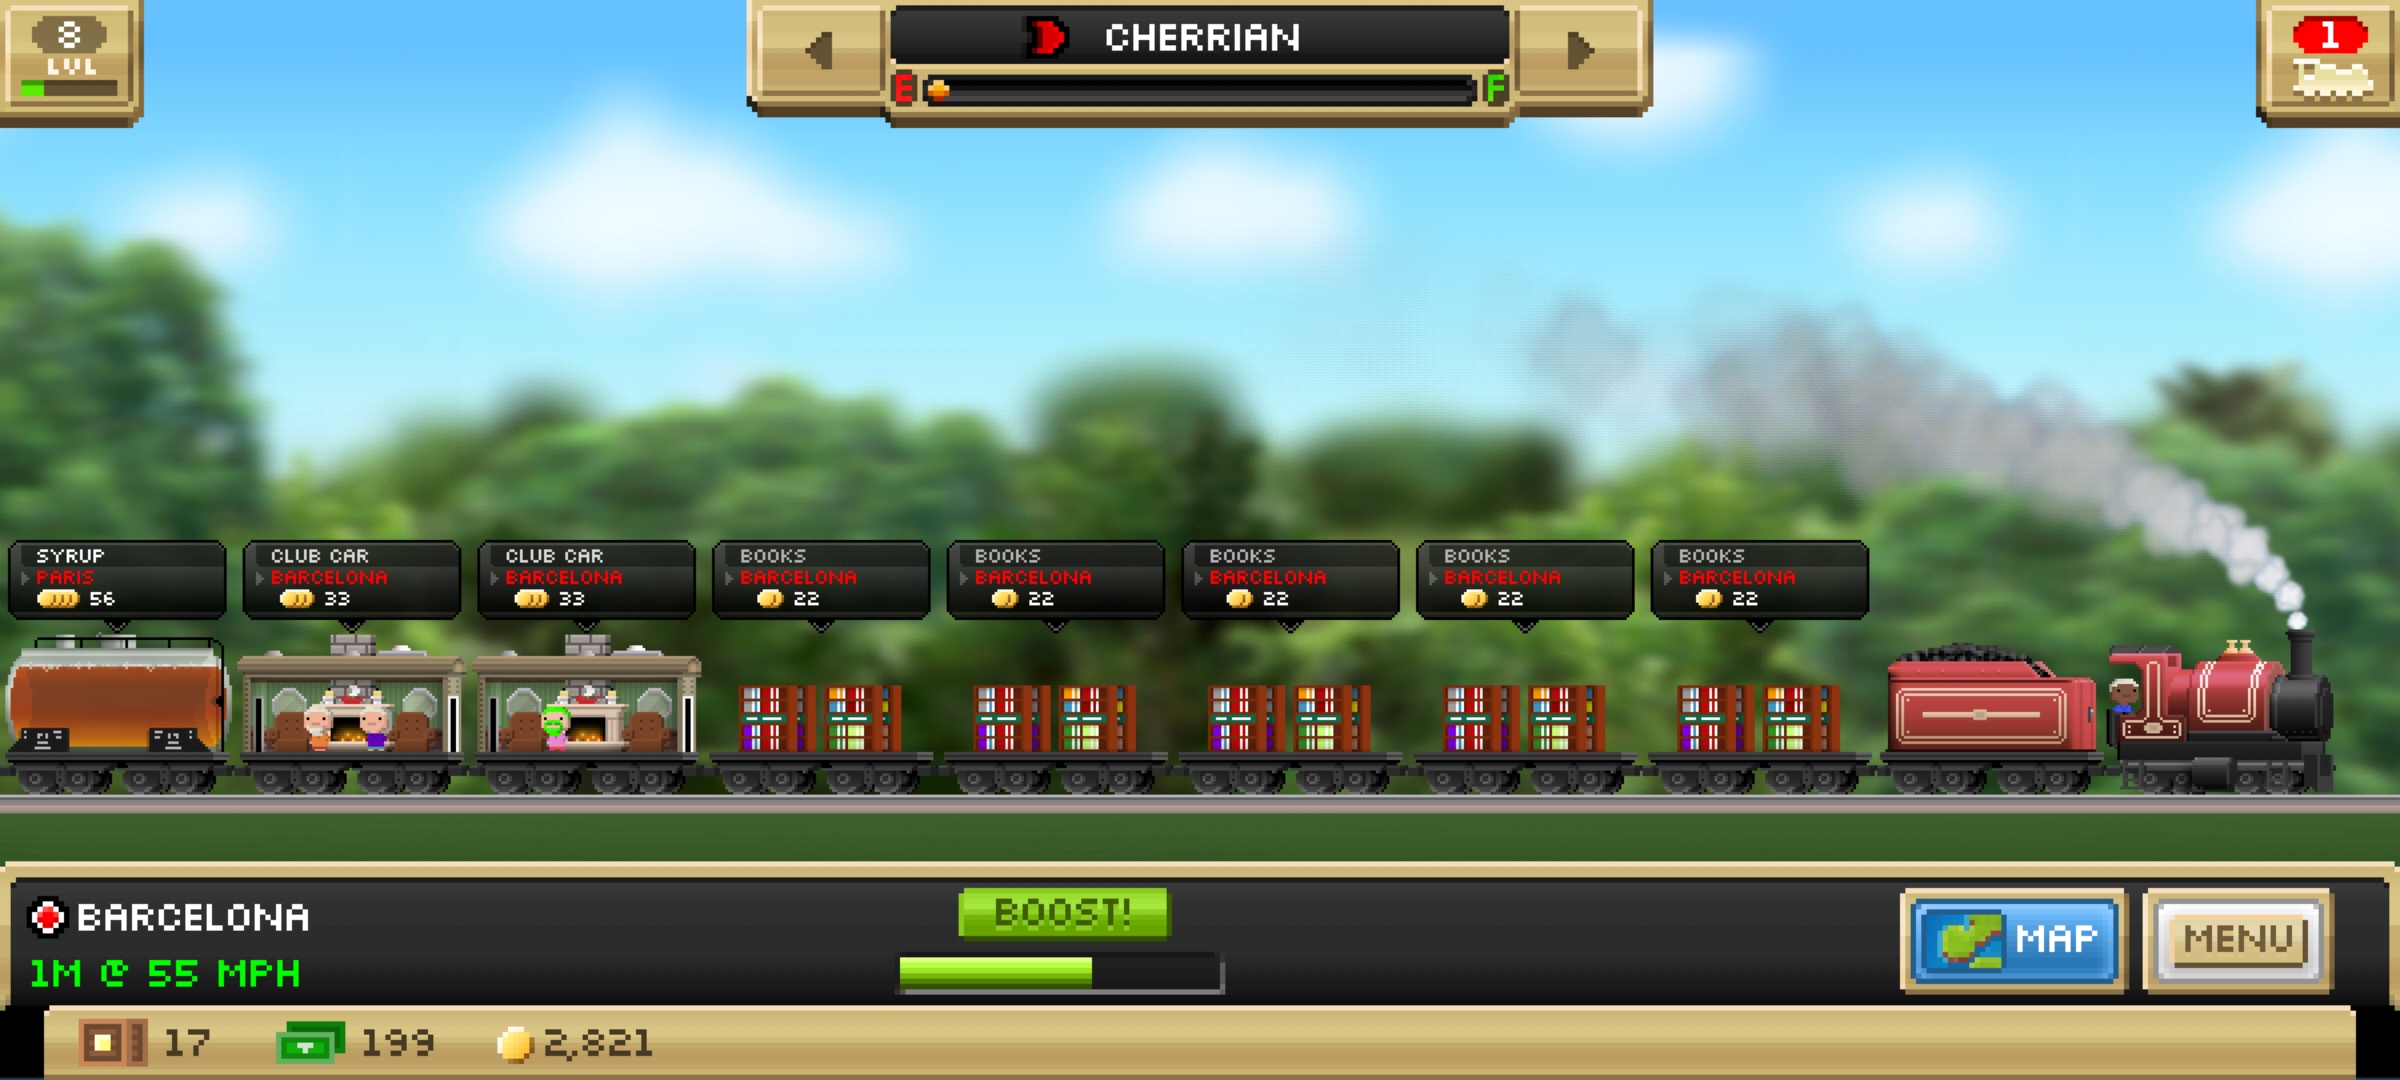 8
LVL
CHERRIAN
E F
1
SYRUP
PARIS
56
CLUB CAR
BARCELONA
33
CLUB CAR
BARCELONA
33
BOOKS
BARCELONA
22
BOOKS
BARCELONA
22
BOOKS
BARCELONA
22
BOOKS
BARCELONA
22
BOOKS
BARCELONA
22
BARCELONA
1M @ 55 MPH
BOOST!
MAP
MENU
17
199
2,821